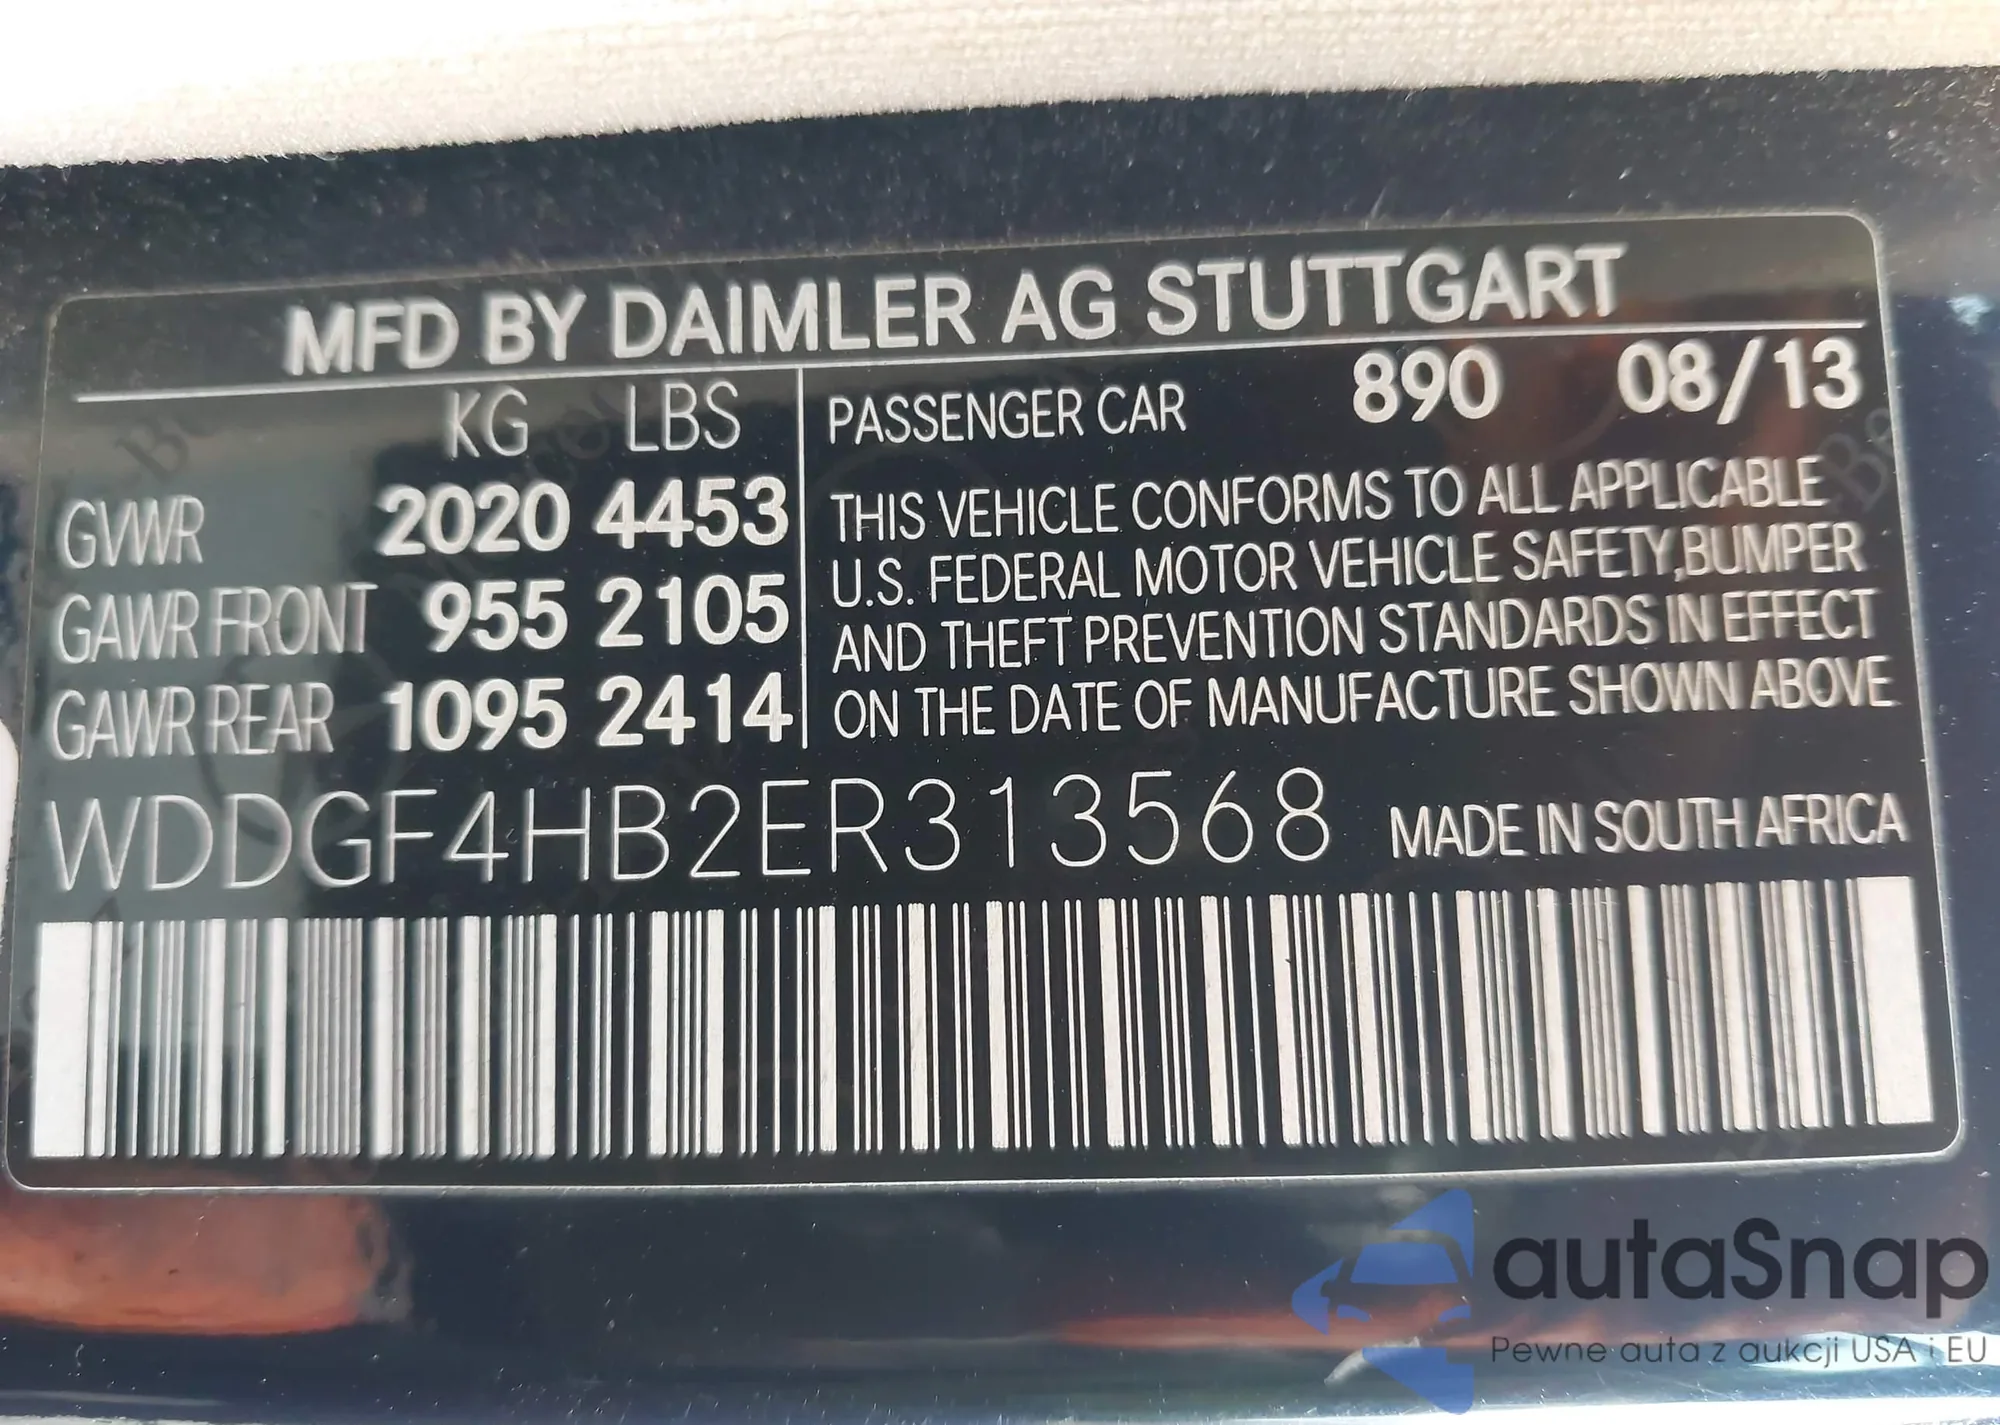 MFD BY DAIMLER AG STUTTGART
KG LBS
GVWR 2020 4453
GAWR FRONT 955 2105
GAWR REAR 1095 2414
PASSENGER CAR 890 08/13
THIS VEHICLE CONFORMS TO ALL APPLICABLE
U.S. FEDERAL MOTOR VEHICLE SAFETY,BUMPER
AND THEFT PREVENTION STANDARDS IN EFFECT
ON THE DATE OF MANUFACTURE SHOWN ABOVE
WDDGF4HB2ER313568 MADE IN SOUTH AFRICA
autaSnap
Pewne auta z aukcji USA i EU